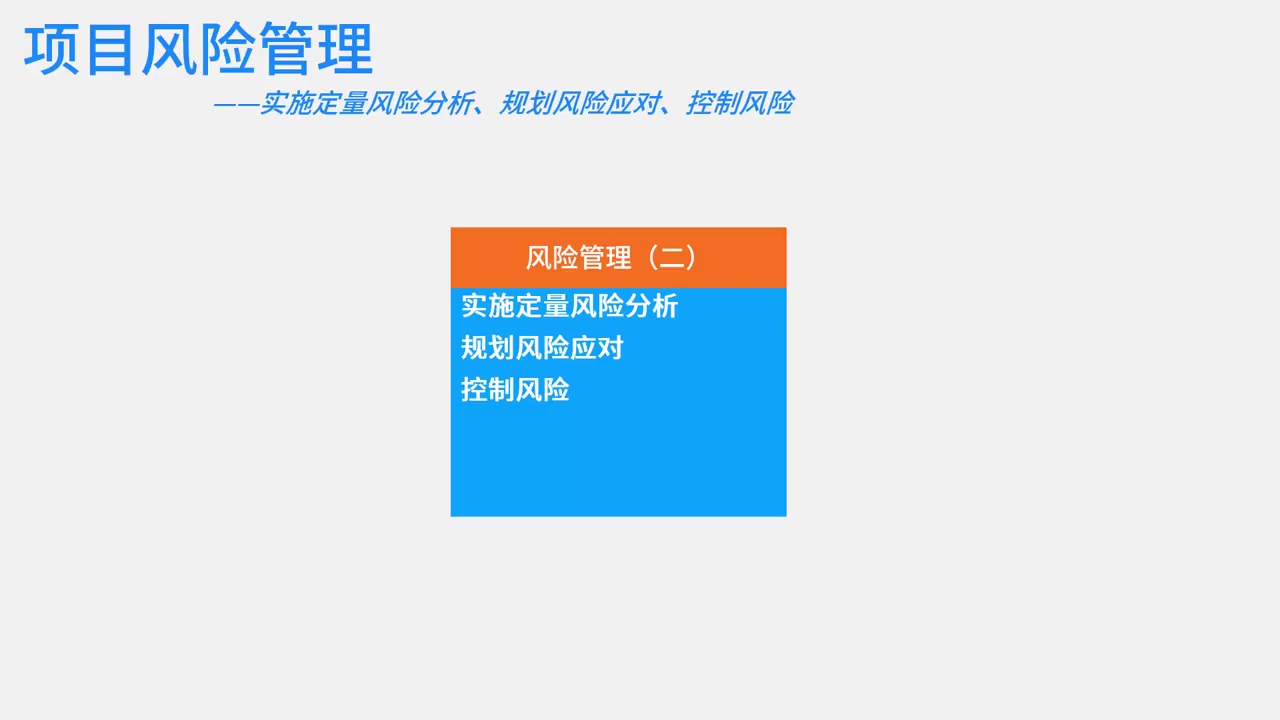 项目风险管理
——实施定量风险分析、规划风险应对、控制风险
风险管理（二）
实施定量风险分析
规划风险应对
控制风险